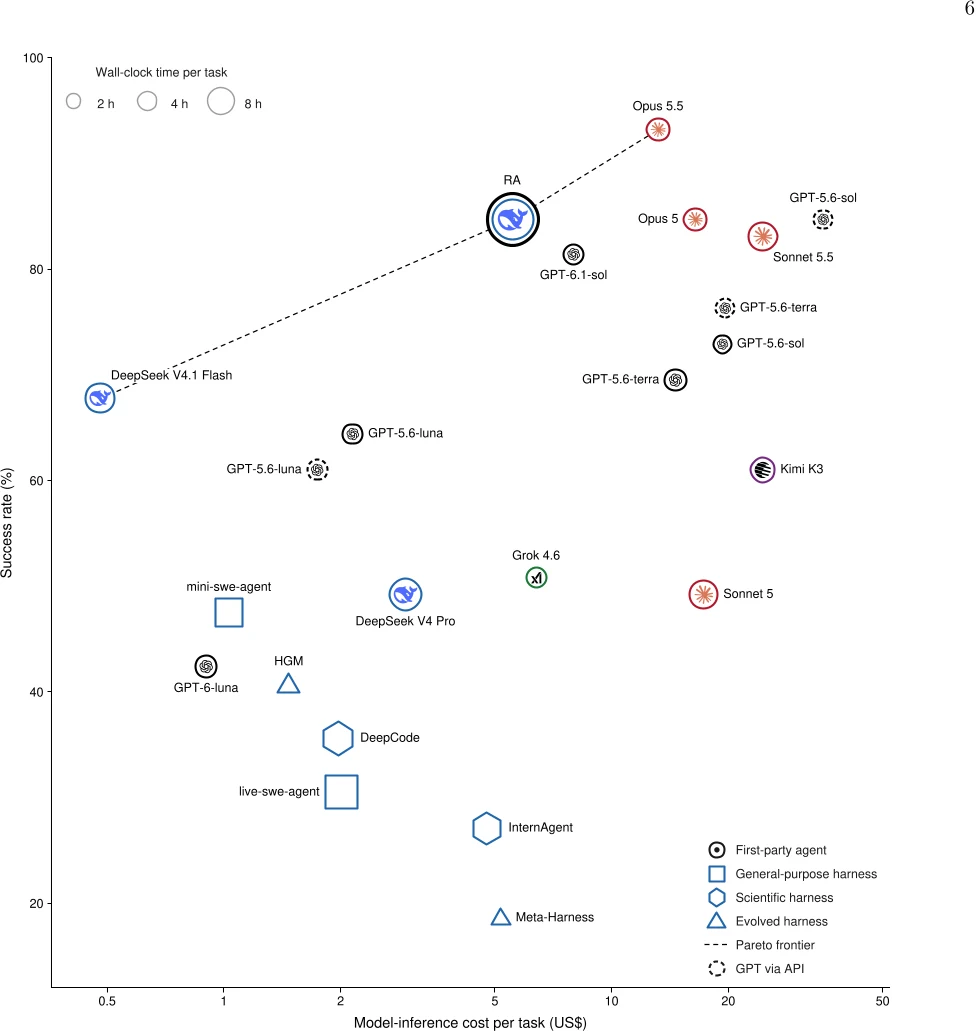 6
100
Wall-clock time per task
2 h
4 h
8 h
Opus 5.5
RA
GPT-5.6-sol
Opus 5
Sonnet 5.5
GPT-6.1-sol
80
GPT-5.6-terra
GPT-5.6-sol
DeepSeek V4.1 Flash
GPT-5.6-terra
GPT-5.6-luna
GPT-5.6-luna
Kimi K3
60
Success rate (%)
Grok 4.6
mini-swe-agent
Sonnet 5
DeepSeek V4 Pro
HGM
GPT-6-luna
40
DeepCode
live-swe-agent
InternAgent
First-party agent
General-purpose harness
Scientific harness
20
Meta-Harness
Evolved harness
Pareto frontier
GPT via API
0.5
1
2
5
10
20
50
Model-inference cost per task (US$)